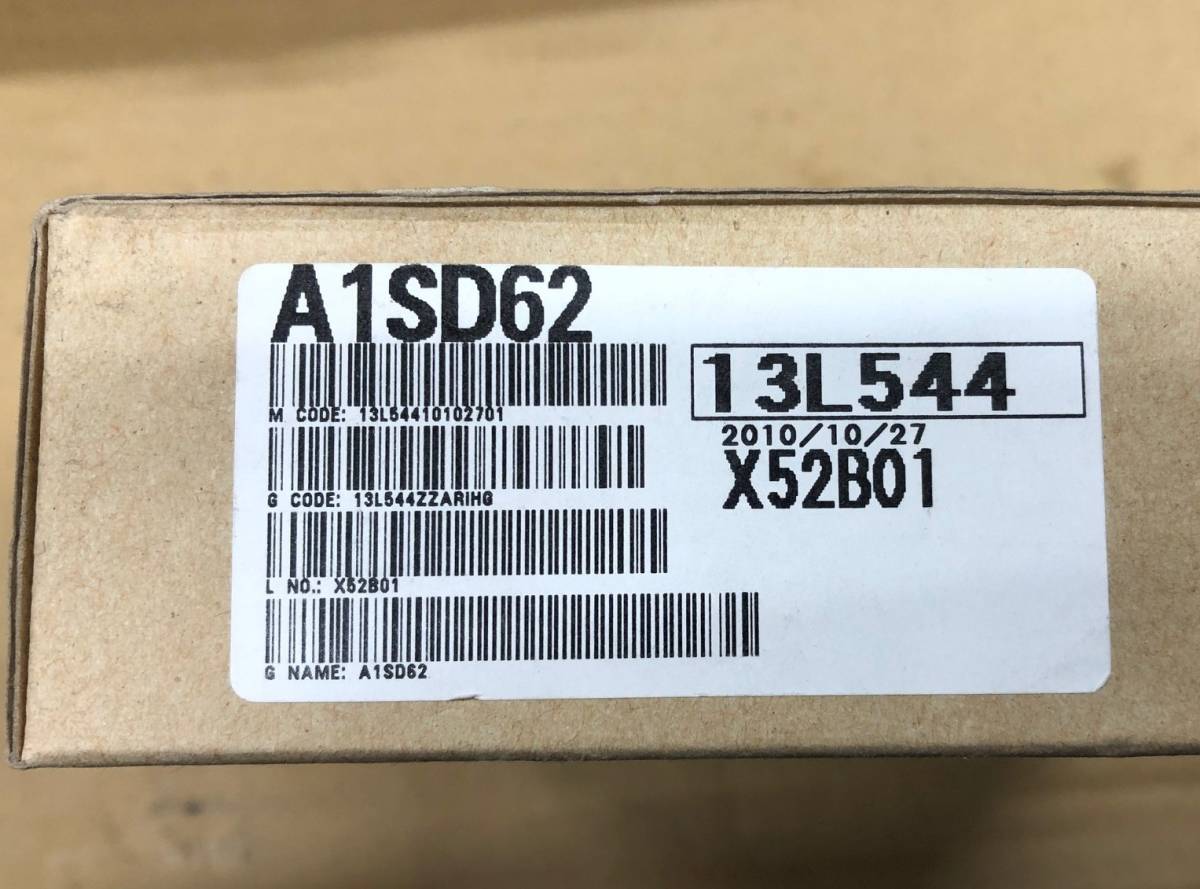 A1SD62
M CODE: 13L54410102701
G CODE: 13L544ZZARIHG
L NO.: X52B01
G NAME: A1SD62
13L544
2010/10/27
X52B01